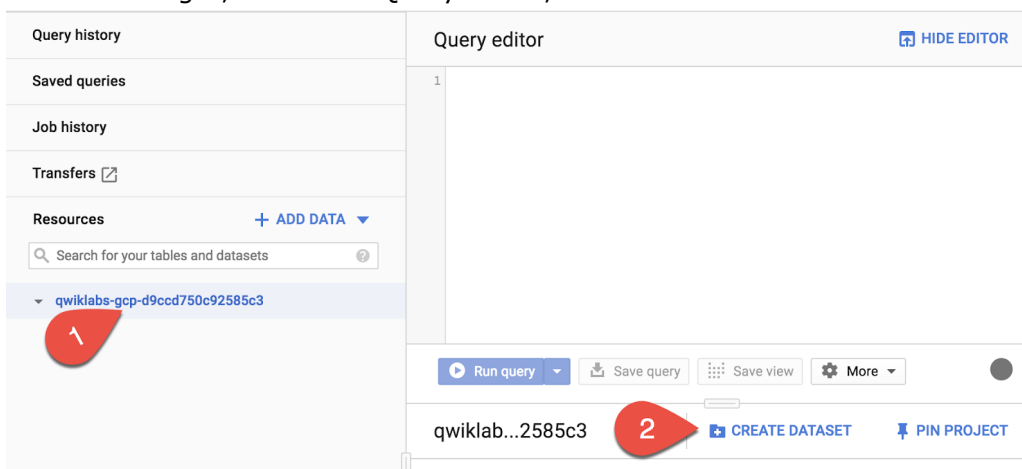 Query history
Saved queries
Job history
Transfers
Resources
ADD DATA
Search for your tables and datasets
qwiklabs-gcp-d9ccd750c92585c3
1
Query editor
HIDE EDITOR
1
Run query
Save query
Save view
More
qwiklab...2585c3
2
CREATE DATASET
PIN PROJECT